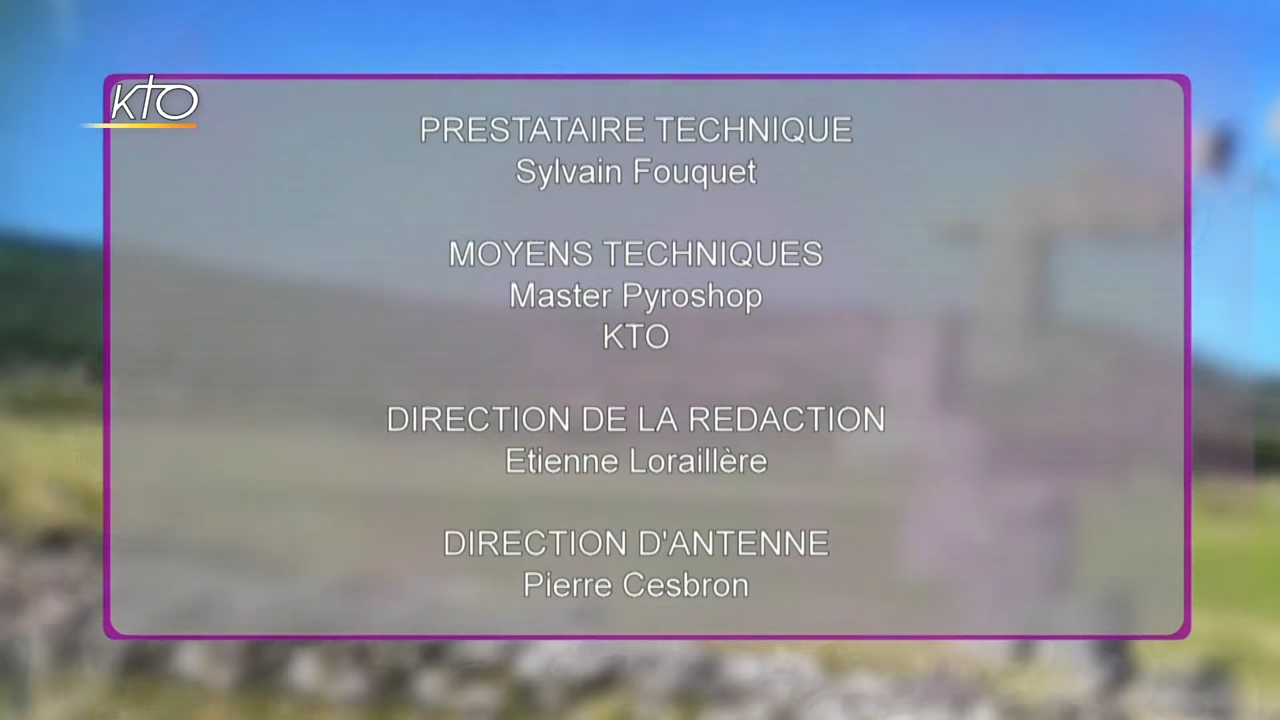 KTO
PRESTATAIRE TECHNIQUE
Sylvain Fouquet
MOYENS TECHNIQUES
Master Pyroshop
KTO
DIRECTION DE LA REDACTION
Etienne Loraillère
DIRECTION D'ANTENNE
Pierre Cesbron